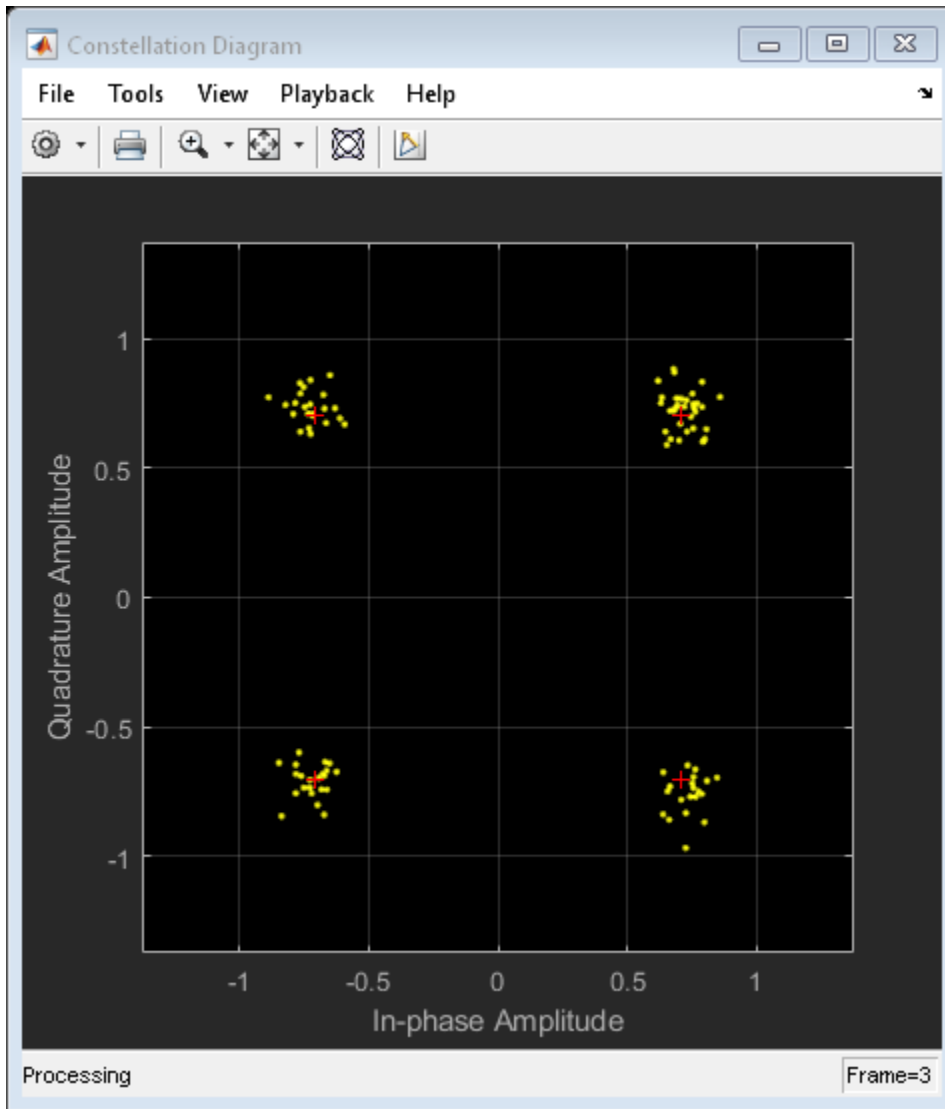 Constellation Diagram
File Tools View Playback Help
1
0.5
0
-0.5
-1
Quadrature Amplitude
-1 -0.5 0 0.5 1
In-phase Amplitude
Processing Frame=3